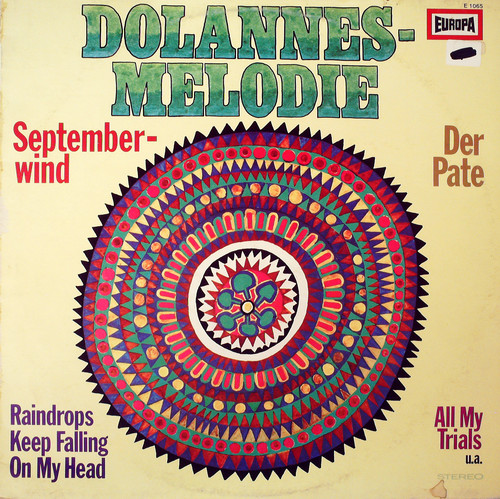 E 1065
EUROPA
DOLANNES-
MELODIE
September-
wind
Der
Pate
Raindrops
Keep Falling
On My Head
All My
Trials
u.a.
STEREO